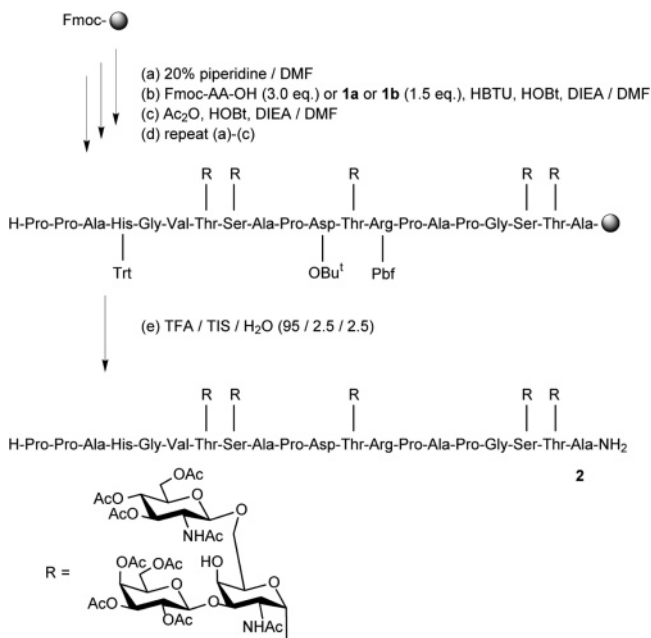 Fmoc-
(a) 20% piperidine / DMF
(b) Fmoc-AA-OH (3.0 eq.) or 1a or 1b (1.5 eq.), HBTU, HOBt, DIEA / DMF
(c) Ac2O, HOBt, DIEA / DMF
(d) repeat (a)-(c)
R R R R R
H-Pro-Pro-Ala-His-Gly-Val-Thr-Ser-Ala-Pro-Asp-Thr-Arg-Pro-Ala-Pro-Gly-Ser-Thr-Ala-
Trt OBut Pbf
(e) TFA / TIS / H2O (95 / 2.5 / 2.5)
R R R R R
H-Pro-Pro-Ala-His-Gly-Val-Thr-Ser-Ala-Pro-Asp-Thr-Arg-Pro-Ala-Pro-Gly-Ser-Thr-Ala-NH2
2
OAc
AcO O
AcO O
NHAc
R =
OAc OAc HO
O O
AcO O
OAc AcNH